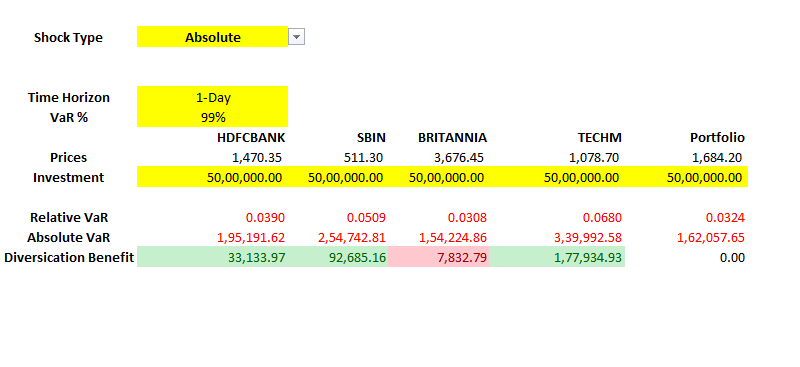 Shock Type Absolute
Time Horizon 1-Day
VaR % 99%
HDFCBANK SBIN BRITANNIA TECHM Portfolio
Prices 1,470.35 511.30 3,676.45 1,078.70 1,684.20
Investment 50,00,000.00 50,00,000.00 50,00,000.00 50,00,000.00 50,00,000.00
Relative VaR 0.0390 0.0509 0.0308 0.0680 0.0324
Absolute VaR 1,95,191.62 2,54,742.81 1,54,224.86 3,39,992.58 1,62,057.65
Diversication Benefit 33,133.97 92,685.16 7,832.79 1,77,934.93 0.00